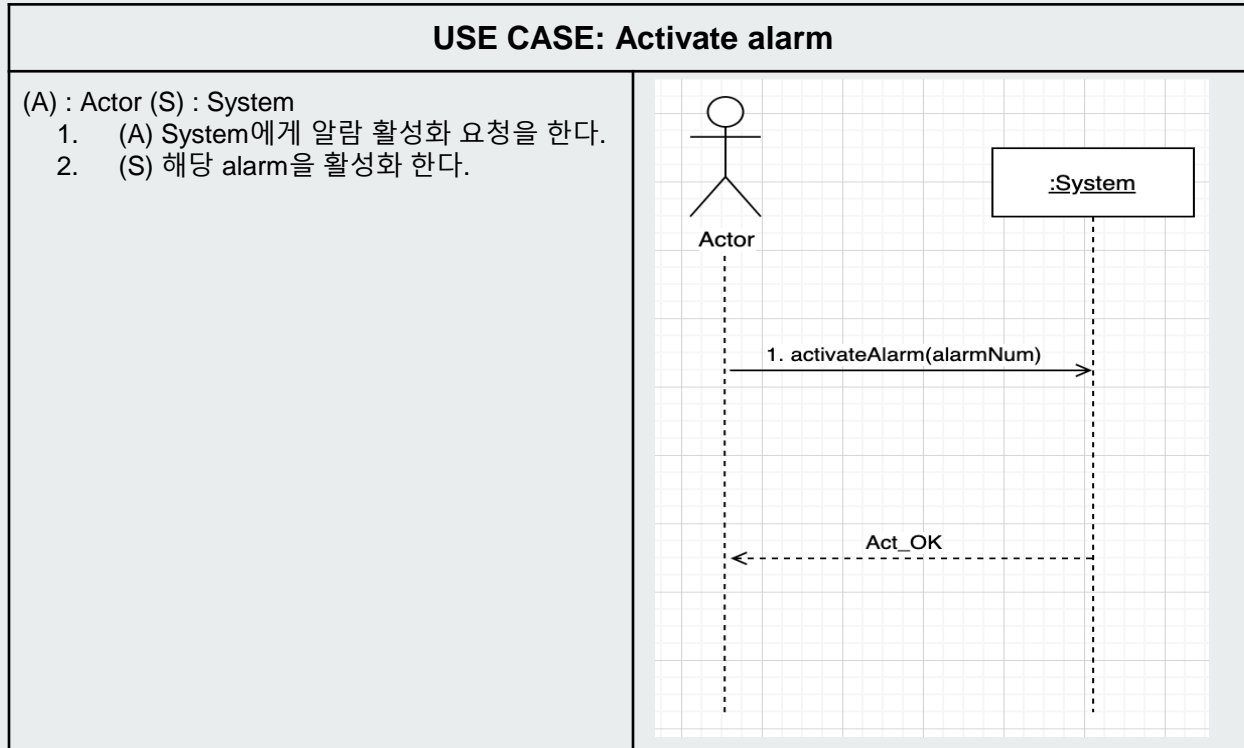 USE CASE: Activate alarm
(A) : Actor (S) : System
1. (A) System에게 알람 활성화 요청을 한다.
2. (S) 해당 alarm을 활성화 한다.
:System
Actor
1. activateAlarm(alarmNum)
Act_OK